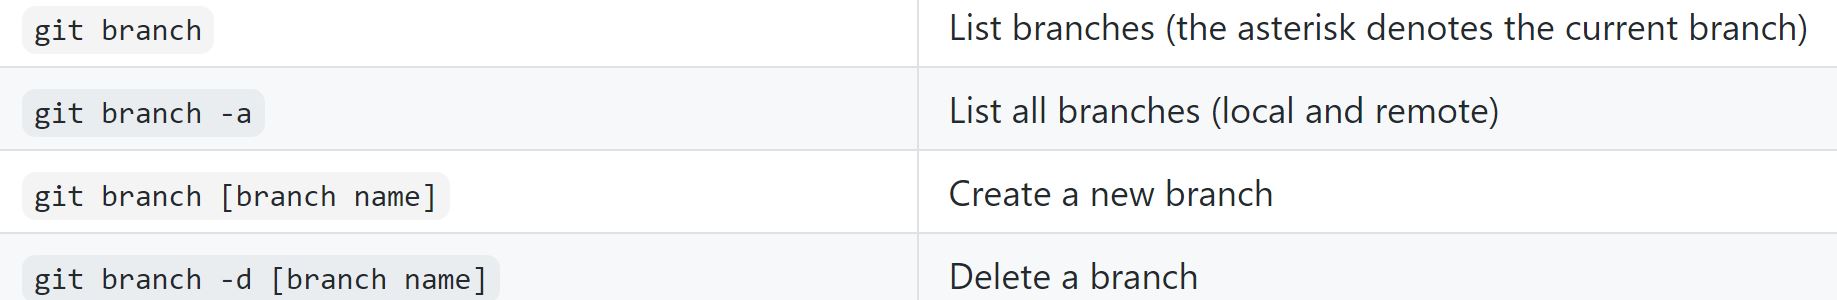 git branch List branches (the asterisk denotes the current branch)
git branch -a List all branches (local and remote)
git branch [branch name] Create a new branch
git branch -d [branch name] Delete a branch